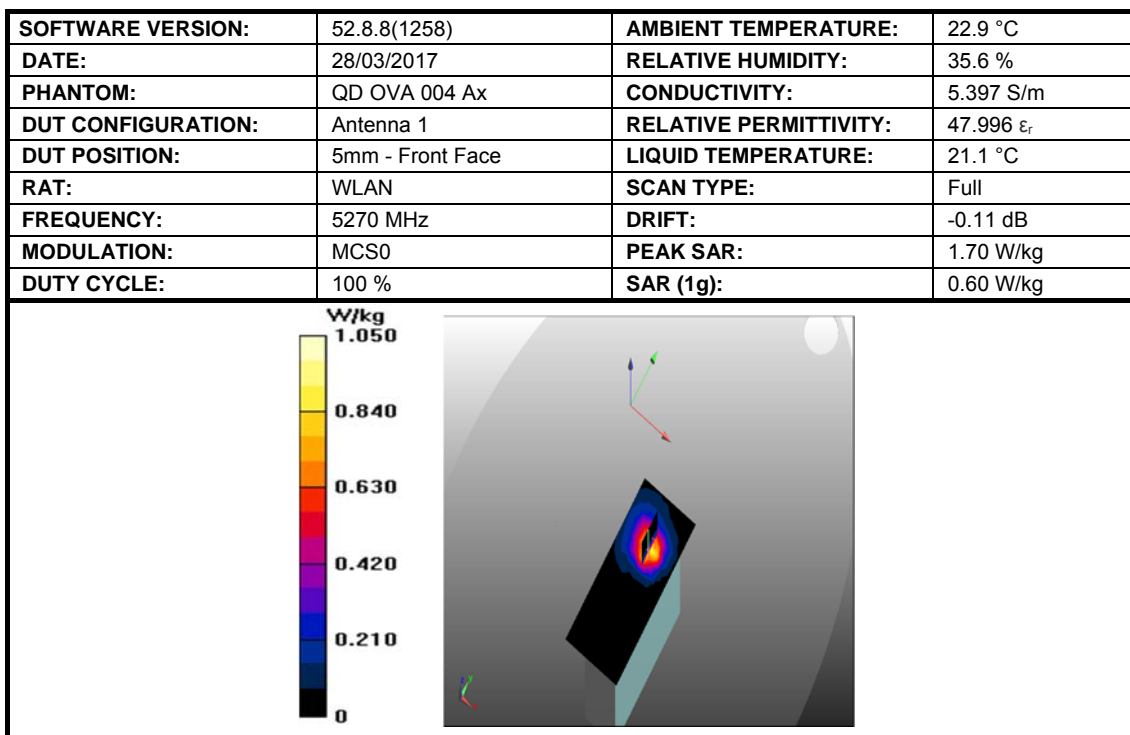 SOFTWARE VERSION: 52.8.8(1258) AMBIENT TEMPERATURE: 22.9 °C
DATE: 28/03/2017 RELATIVE HUMIDITY: 35.6 %
PHANTOM: QD OVA 004 Ax CONDUCTIVITY: 5.397 S/m
DUT CONFIGURATION: Antenna 1 RELATIVE PERMITTIVITY: 47.996 εr
DUT POSITION: 5mm - Front Face LIQUID TEMPERATURE: 21.1 °C
RAT: WLAN SCAN TYPE: Full
FREQUENCY: 5270 MHz DRIFT: -0.11 dB
MODULATION: MCS0 PEAK SAR: 1.70 W/kg
DUTY CYCLE: 100 % SAR (1g): 0.60 W/kg
W/kg
1.050
0.840
0.630
0.420
0.210
0